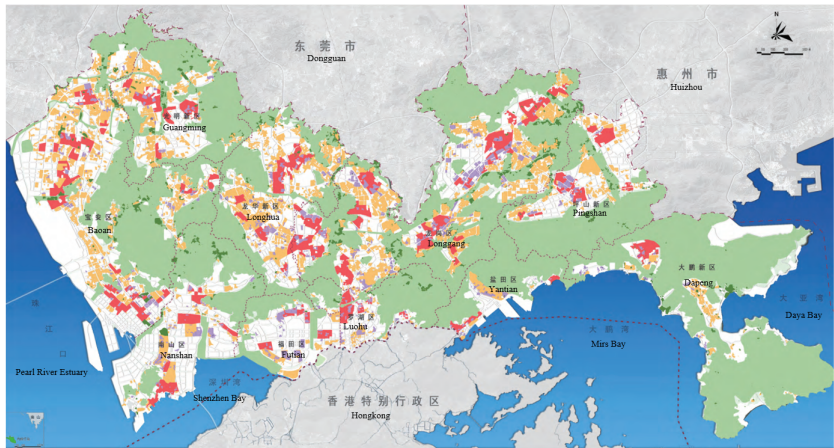 N
东 莞 市
Dongguan
惠 州 市
Huizhou
Guangming
龙华新区
Longhua
宝安区
Baoan
坪山新区
Pingshan
龙岗区
Longgang
盐田区
Yantian
大鹏新区
Dapeng
大亚湾
Daya Bay
罗湖区
Luohu
福田区
Futian
南山区
Nanshan
珠
江
口
Pearl River Estuary
深圳湾
Shenzhen Bay
大鹏湾
Mirs Bay
香港特别行政区
Hongkong